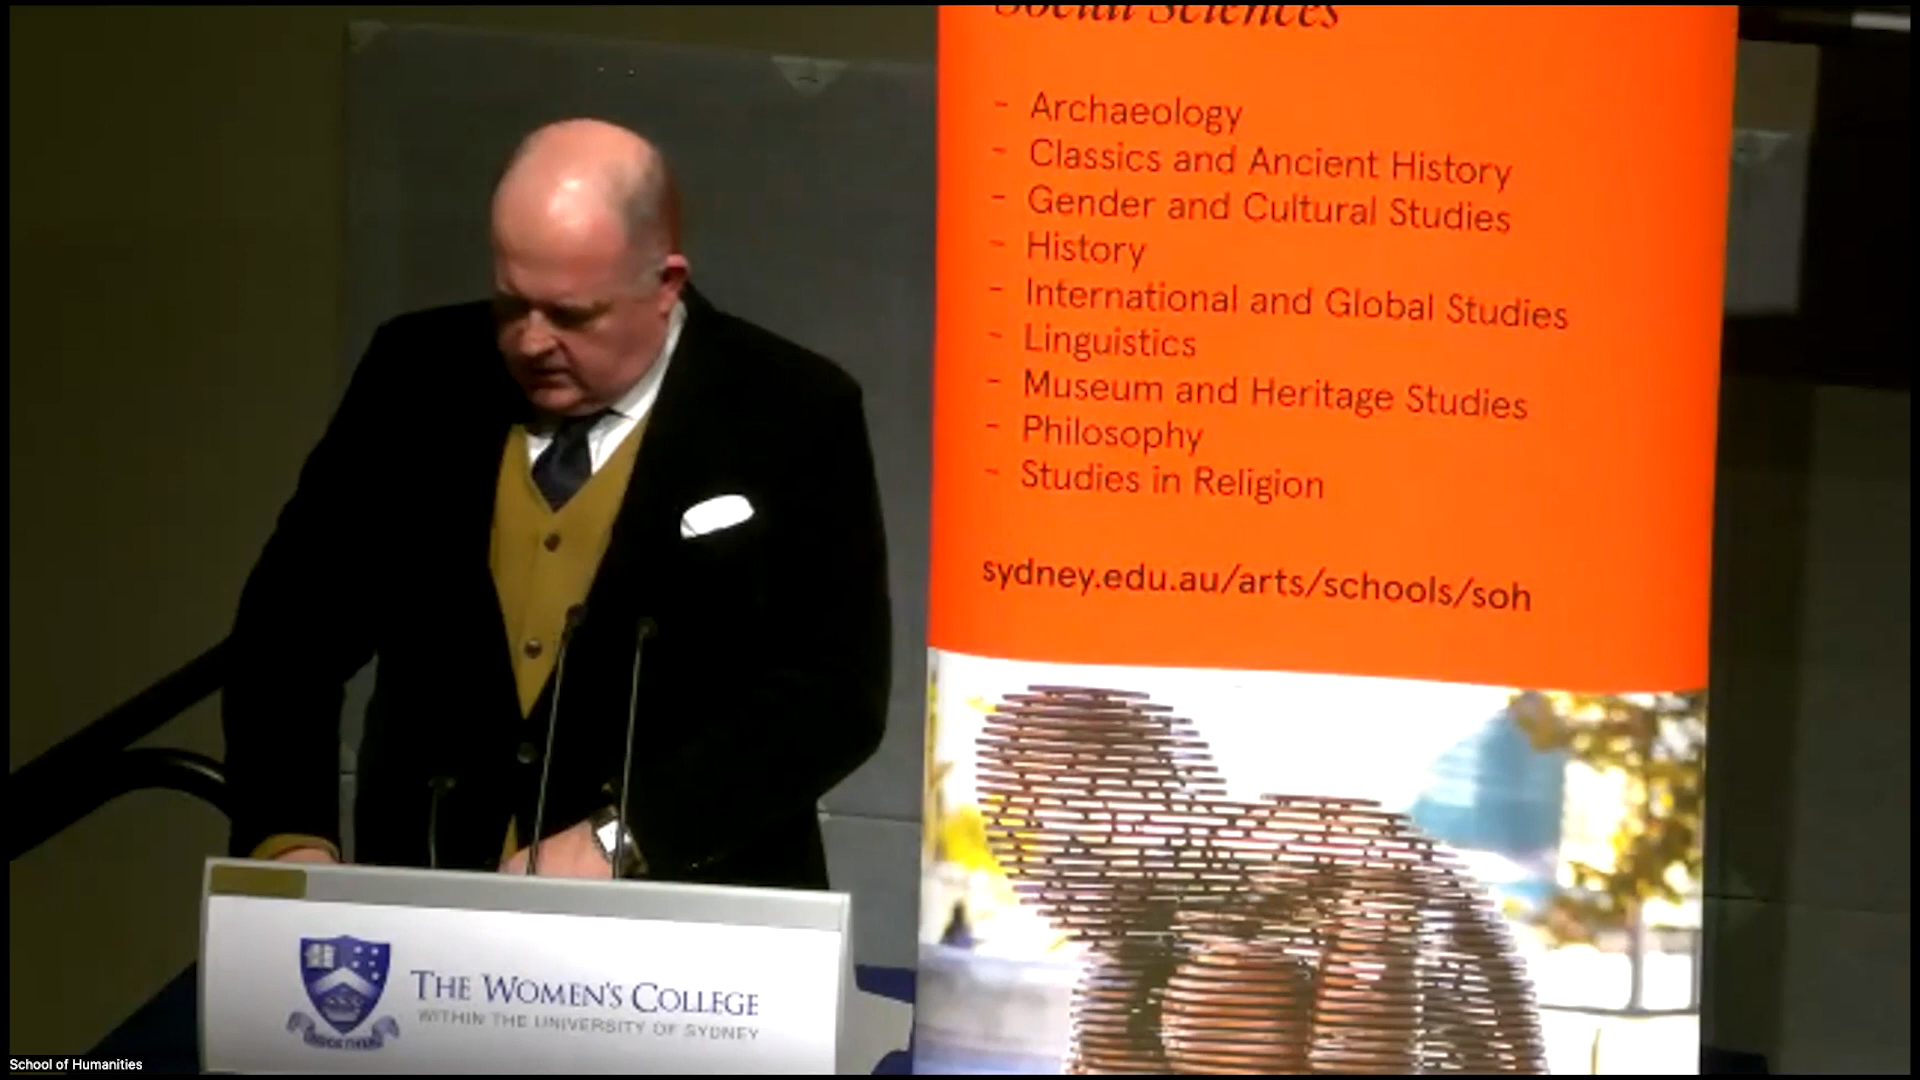 Social Sciences
- Archaeology
- Classics and Ancient History
- Gender and Cultural Studies
- History
- International and Global Studies
- Linguistics
- Museum and Heritage Studies
- Philosophy
- Studies in Religion
sydney.edu.au/arts/schools/soh
THE WOMEN'S COLLEGE
WITHIN THE UNIVERSITY OF SYDNEY
School of Humanities